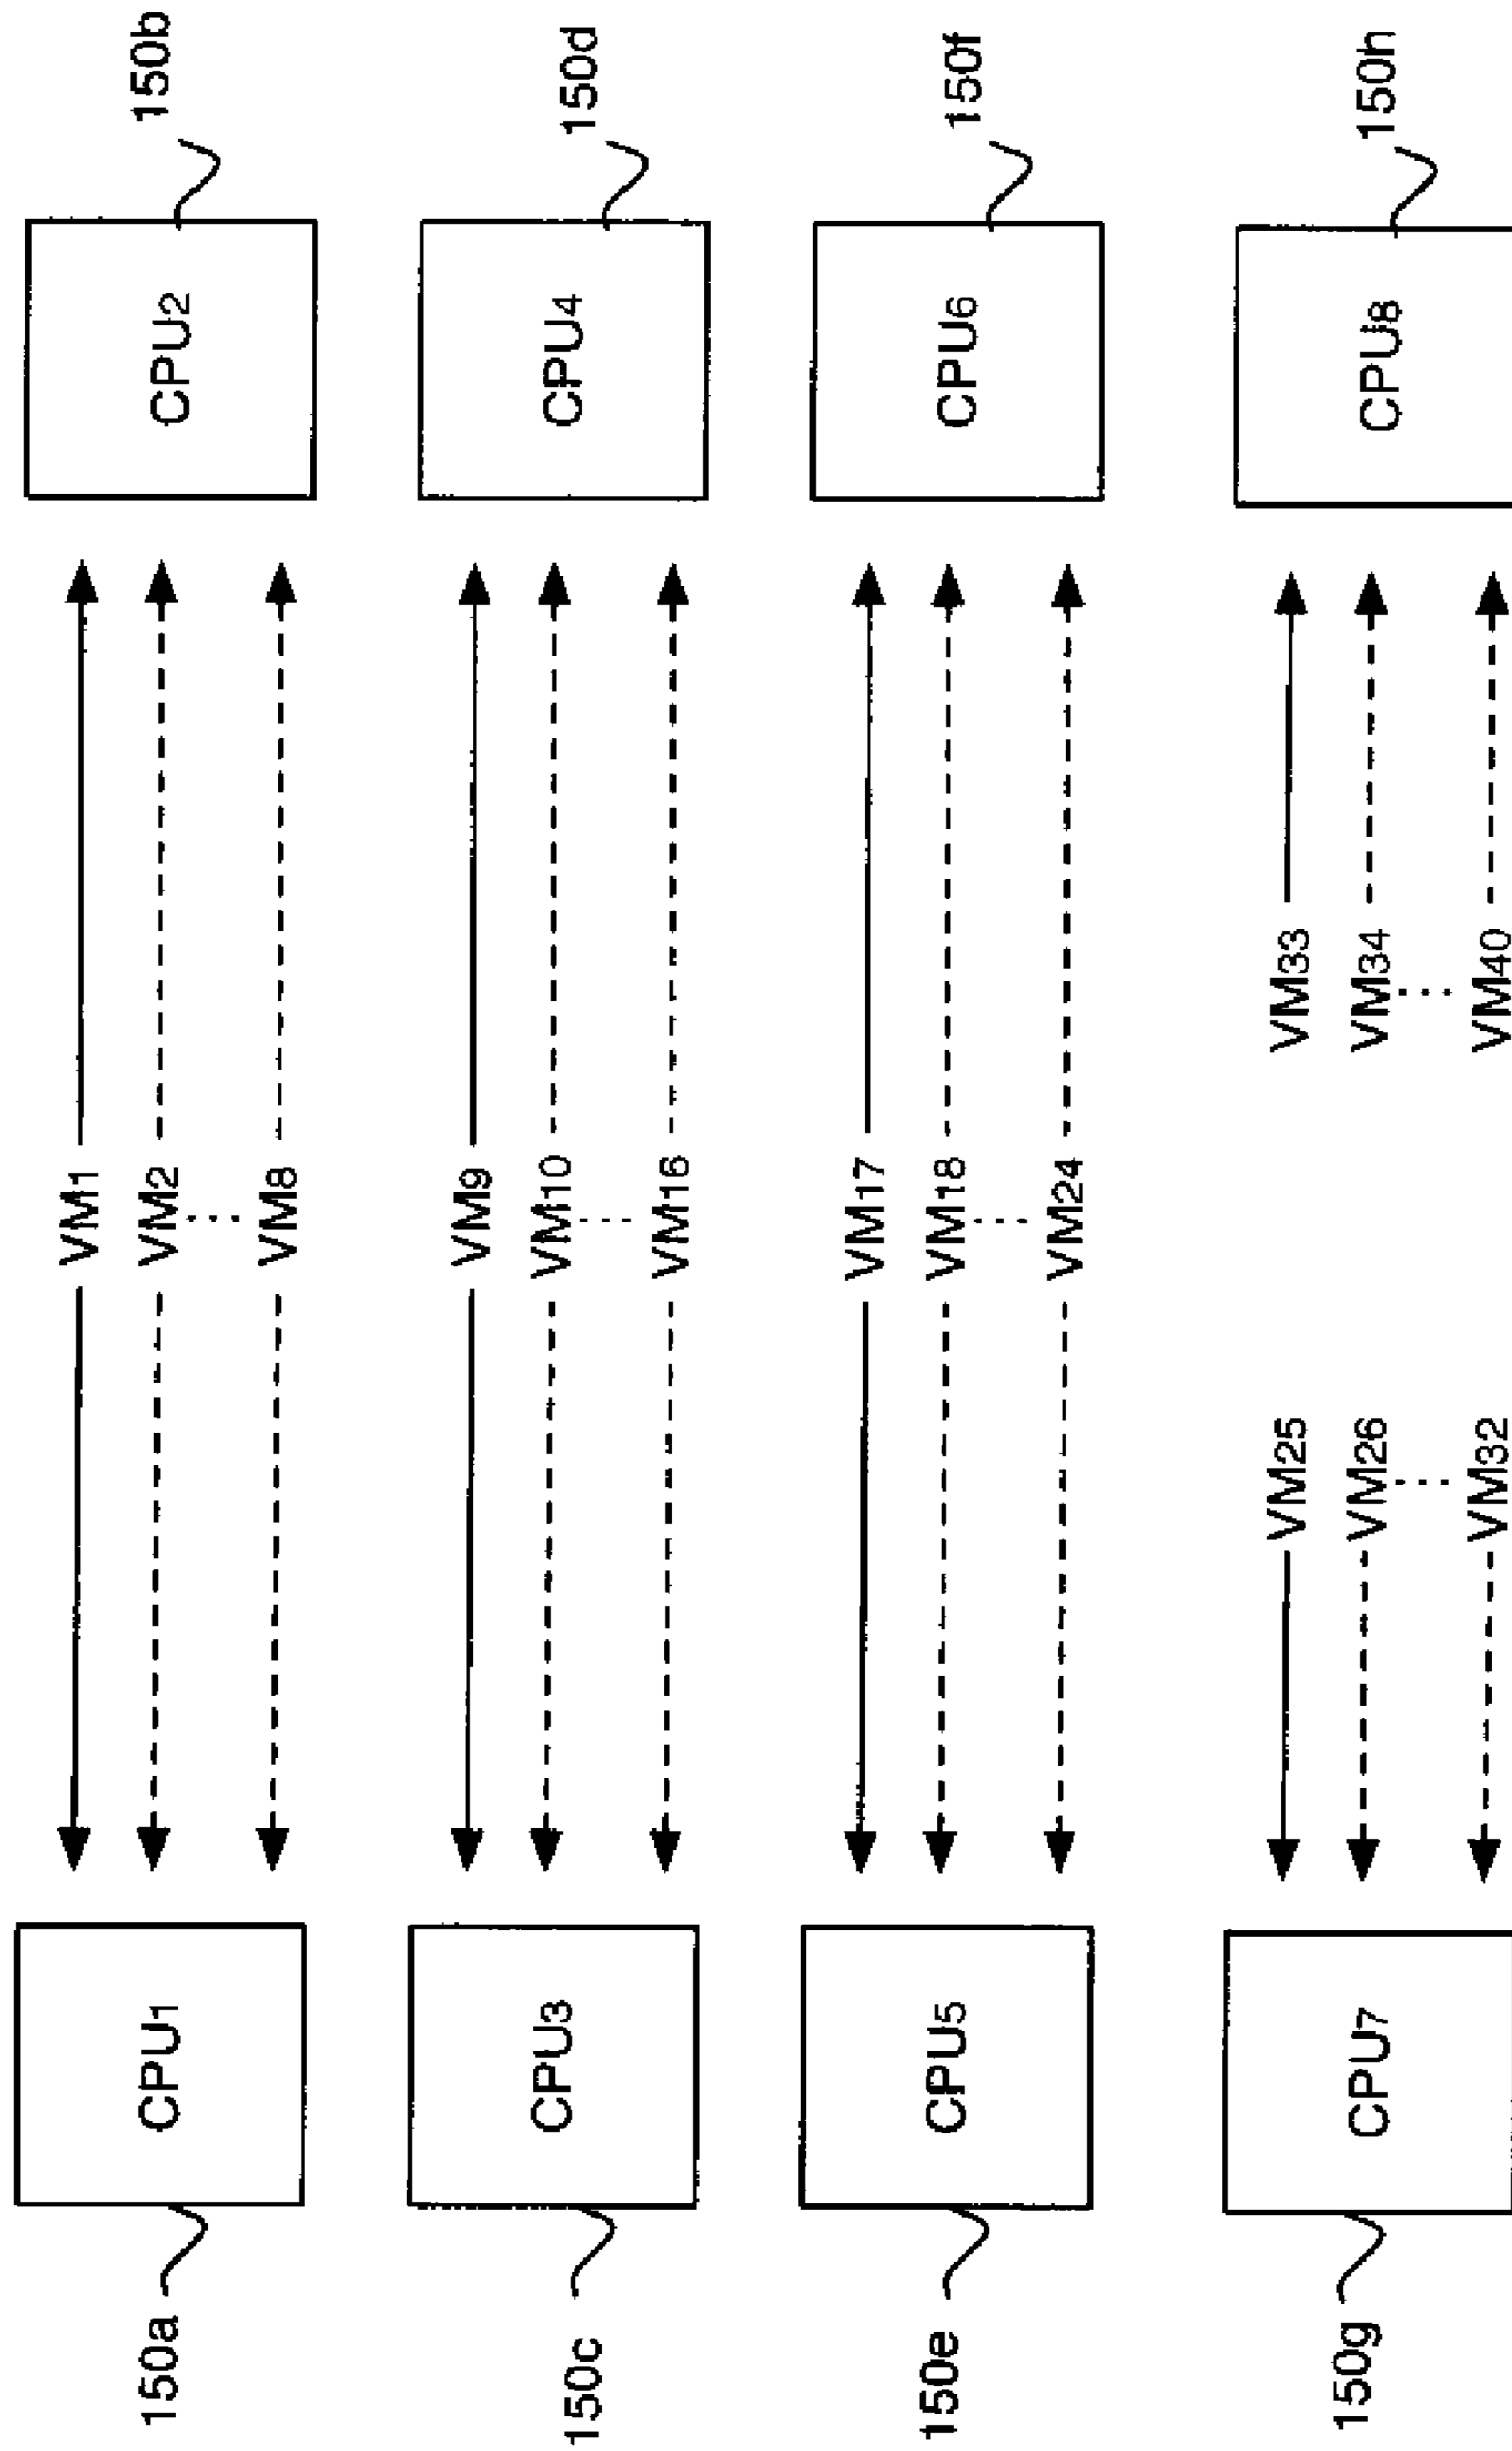 150a
CPU1
VM1
VM2
VM8
CPU2
150b
150c
CPU3
VM9
VM10
VM16
CPU4
150d
150e
CPU5
VM17
VM18
VM24
CPU6
150f
150g
CPU7
VM25
VM26
VM32
VM33
VM34
VM40
CPU8
150h